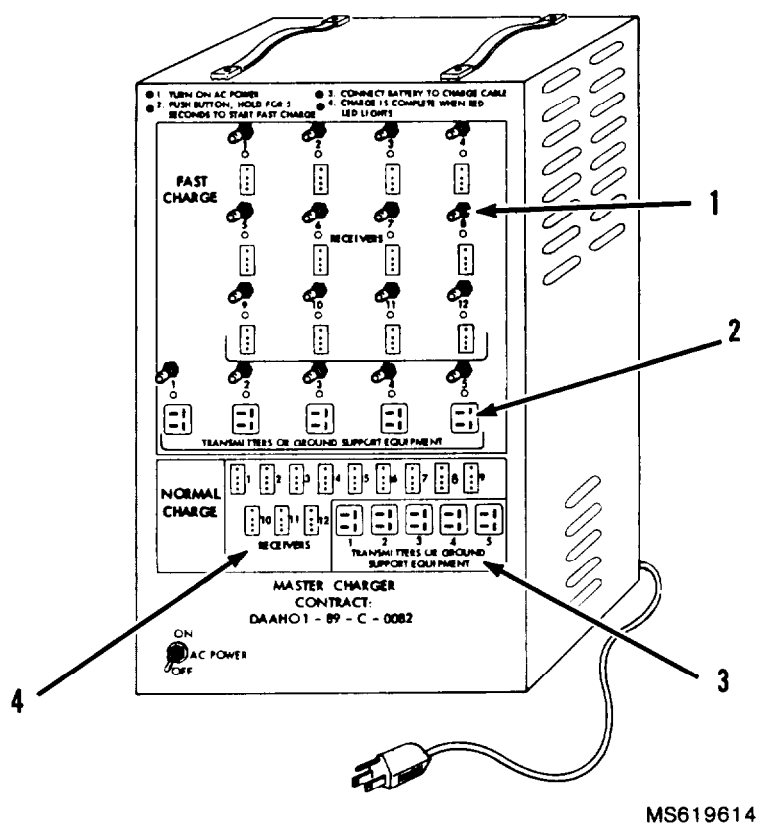 1. TURN ON AC POWER
2. PUSH BUTTON, HOLD FOR 5
SECONDS TO START FAST CHARGE
3. CONNECT BATTERY TO CHARGE CABLE
4. CHARGE IS COMPLETE WHEN RED
LED LIGHTS
1 2 3 4
FAST
CHARGE
5 6 7 8
RECEIVERS
9 10 11 12
1 2 3 4 5
TRANSMITTERS OR GROUND SUPPORT EQUIPMENT
NORMAL
CHARGE
1 2 3 4 5 6 7 8 9
10 11 12
RECEIVERS
1 2 3 4 5
TRANSMITTERS OR GROUND
SUPPORT EQUIPMENT
MASTER CHARGER
CONTRACT:
DAAHO1 - 89 - C - 0082
ON
AC POWER
OFF
1
2
3
4
MS619614